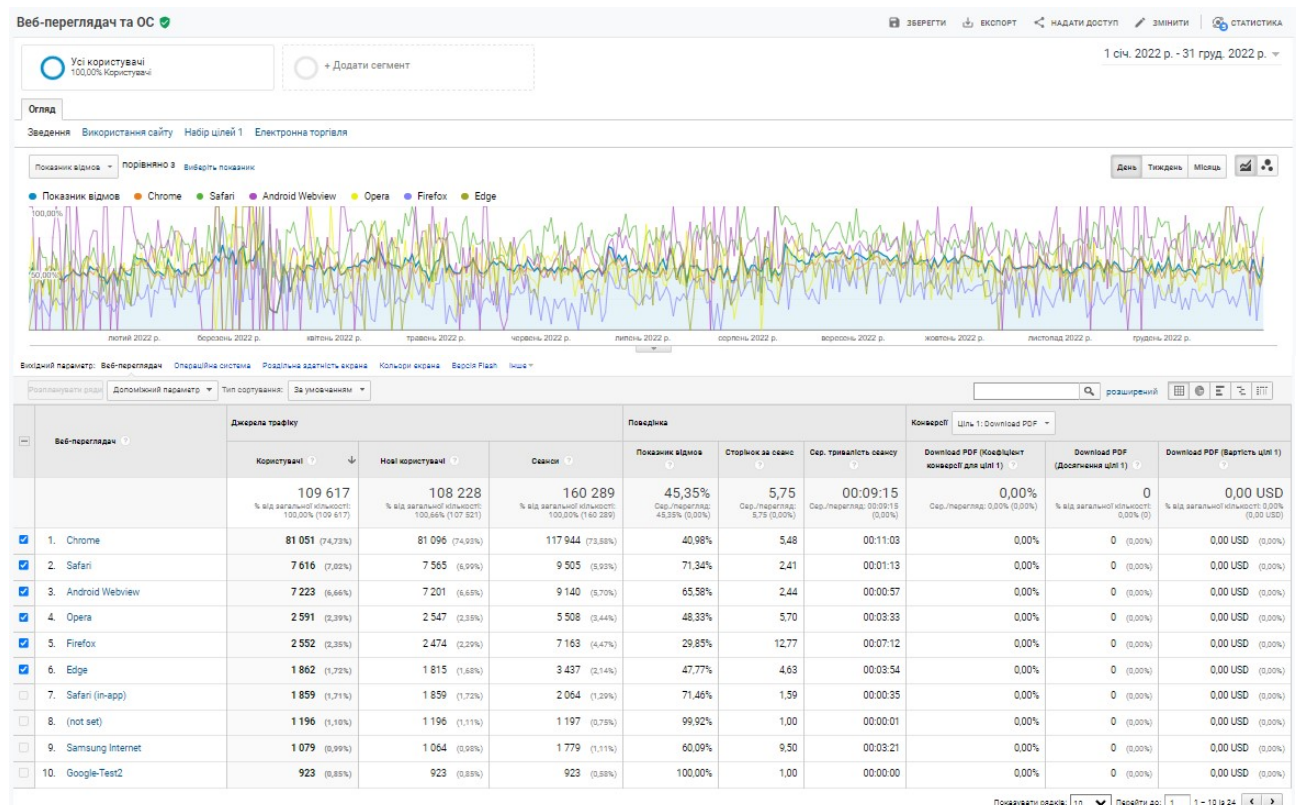 Веб-переглядач та ОС
ЗБЕРЕГТИ ЕКСПОРТ НАДАТИ ДОСТУП ЗМІНИТИ СТАТИСТИКА
1 січ. 2022 р. - 31 груд. 2022 р.
Усі користувачі
100,00% Користувачі
+ Додати сегмент
Огляд
Зведення Використання сайту Набір цілей 1 Електронна торгівля
Показник відмов порівняно з Виберіть показник
День Тиждень Місяць
Показник відмов Chrome Safari Android Webview Opera Firefox Edge
100,00%
50,00%
лютий 2022 р. березень 2022 р. квітень 2022 р. травень 2022 р. червень 2022 р. липень 2022 р. серпень 2022 р. вересень 2022 р. жовтень 2022 р. листопад 2022 р. грудень 2022 р.
Вихідний параметр: Веб-переглядач Операційна система Роздільна здатність екрана Кольори екрана Версія Flash Інше
Розпланувати ряди Допоміжний параметр Тип сортування: За умовчанням
розширений
Веб-переглядач
Джерела трафіку Поведінка Конверсії Ціль 1: Download PDF
Користувачі Нові користувачі Сеанси Показник відмов Сторінок за сеанс Сер. тривалість сеансу Download PDF (Коефіцієнт конверсії для цілі 1) Download PDF (Досягнення цілі 1) Download PDF (Вартість цілі 1)
109 617 108 228 160 289 45,35% 5,75 00:09:15 0,00% 0 0,00 USD
% від загальної кількості: 100,00% (109 617) % від загальної кількості: 100,66% (107 521) % від загальної кількості: 100,00% (160 289) Сер./перегляд: 45,35% (0,00%) Сер./перегляд: 5,75 (0,00%) Сер./перегляд: 00:09:15 (0,00%) Сер./перегляд: 0,00% (0,00%) % від загальної кількості: 0,00% (0) % від загальної кількості: 0,00% (0,00 USD)
1. Chrome 81 051 (74,73%) 81 096 (74,93%) 117 944 (73,58%) 40,98% 5,48 00:11:03 0,00% 0 (0,00%) 0,00 USD (0,00%)
2. Safari 7 616 (7,02%) 7 565 (6,99%) 9 505 (5,93%) 71,34% 2,41 00:01:13 0,00% 0 (0,00%) 0,00 USD (0,00%)
3. Android Webview 7 223 (6,66%) 7 201 (6,65%) 9 140 (5,70%) 65,58% 2,44 00:00:57 0,00% 0 (0,00%) 0,00 USD (0,00%)
4. Opera 2 591 (2,39%) 2 547 (2,35%) 5 508 (3,44%) 48,33% 5,70 00:03:33 0,00% 0 (0,00%) 0,00 USD (0,00%)
5. Firefox 2 552 (2,35%) 2 474 (2,29%) 7 163 (4,47%) 29,85% 12,77 00:07:12 0,00% 0 (0,00%) 0,00 USD (0,00%)
6. Edge 1 862 (1,72%) 1 815 (1,68%) 3 437 (2,14%) 47,77% 4,63 00:03:54 0,00% 0 (0,00%) 0,00 USD (0,00%)
7. Safari (in-app) 1 859 (1,71%) 1 859 (1,72%) 2 064 (1,29%) 71,46% 1,59 00:00:35 0,00% 0 (0,00%) 0,00 USD (0,00%)
8. (not set) 1 196 (1,10%) 1 196 (1,11%) 1 197 (0,75%) 99,92% 1,00 00:00:01 0,00% 0 (0,00%) 0,00 USD (0,00%)
9. Samsung Internet 1 079 (0,99%) 1 064 (0,98%) 1 779 (1,11%) 60,09% 9,50 00:03:21 0,00% 0 (0,00%) 0,00 USD (0,00%)
10. Google-Test2 923 (0,85%) 923 (0,85%) 923 (0,58%) 100,00% 1,00 00:00:00 0,00% 0 (0,00%) 0,00 USD (0,00%)
Показувати рядків: 10 Перейти до: 1 1 – 10 із 24